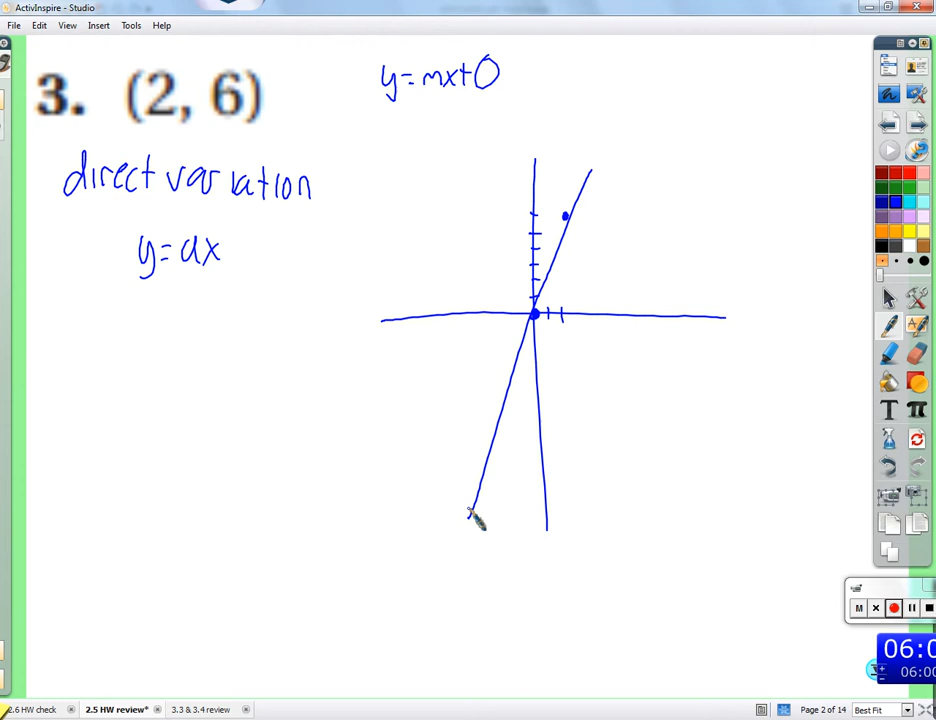 ActivInspire - Studio
File Edit View Insert Tools Help
3. (2, 6)
y=mx+0
direct variation
y=ax
T π
M
06:0
06:00
2.6 HW check
2.5 HW review*
3.3 & 3.4 review
Page 2 of 14
Best Fit